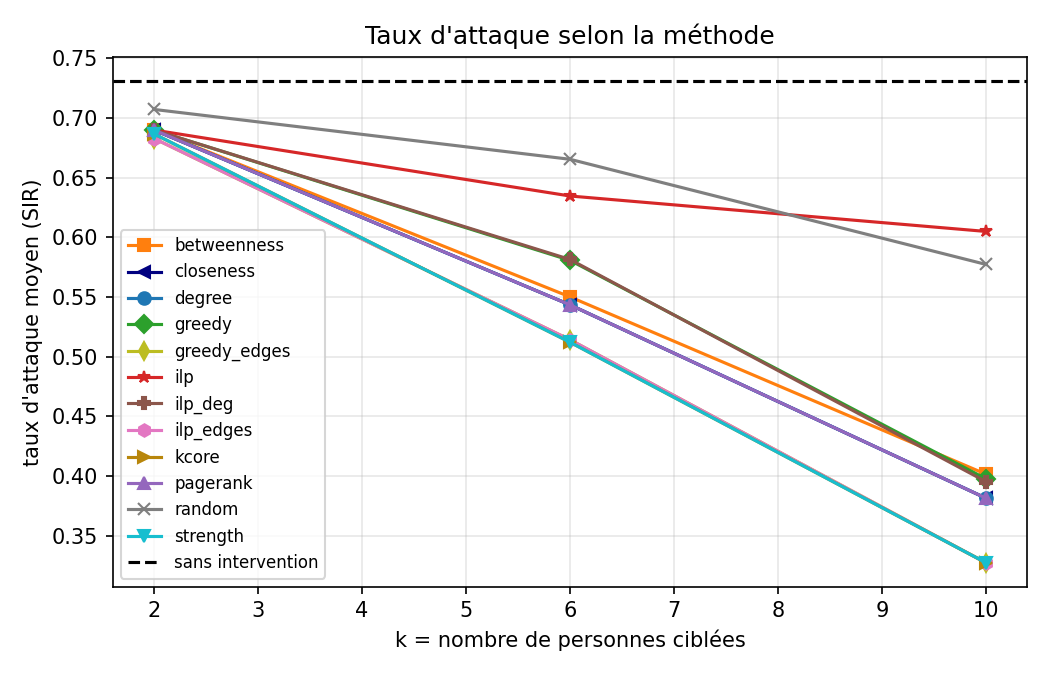 Taux d'attaque selon la méthode
taux d'attaque moyen (SIR)
0.75
0.70
0.65
0.60
0.55
0.50
0.45
0.40
0.35
betweenness
closeness
degree
greedy
greedy_edges
ilp
ilp_deg
ilp_edges
kcore
pagerank
random
strength
sans intervention
2 3 4 5 6 7 8 9 10
k = nombre de personnes ciblées